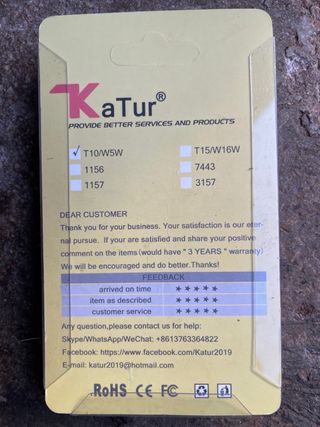 KaTur®
PROVIDE BETTER SERVICES AND PRODUCTS
✓ T10/W5W T15/W16W
1156 7443
1157 3157
DEAR CUSTOMER
Thank you for your business. Your satisfaction is our eter-
nal pursue. If you are satisfied and share your positive
comment on the items(would have " 3 YEARS " warranty)
We will be encouraged and do better.Thanks!
FEEDBACK
arrived on time ★ ★ ★ ★ ★
item as described ★ ★ ★ ★ ★
customer service ★ ★ ★ ★ ★
Any question,please contact us for help:
Skype/WhatsApp/WeChat: +8613763364822
Facebook: https://www.facebook.com/Katur2019
E-mail: katur2019@hotmail.com
RoHS CE FC